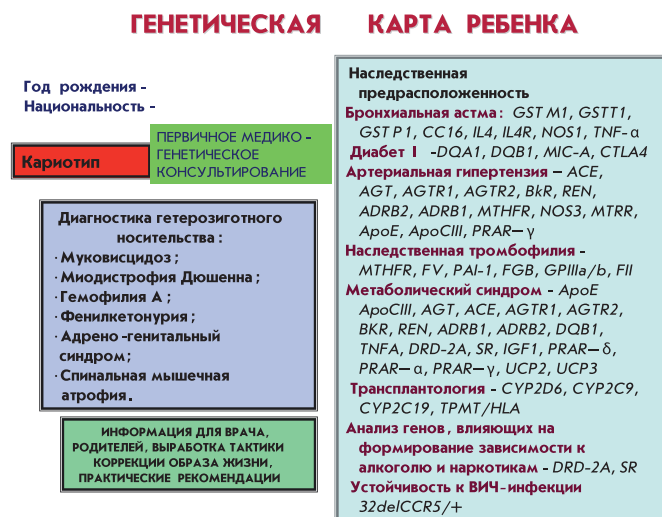 ГЕНЕТИЧЕСКАЯ КАРТА РЕБЕНКА
Год рождения -
Национальность -
Кариотип
ПЕРВИЧНОЕ МЕДИКО -
ГЕНЕТИЧЕСКОЕ
КОНСУЛЬТИРОВАНИЕ
Диагностика гетерозиготного
носительства :
· Муковисцидоз ;
· Миодистрофия Дюшенна ;
· Гемофилия А ;
· Фенилкетонурия ;
· Адрено - генитальный
синдром;
· Спинальная мышечная
атрофия .
ИНФОРМАЦИЯ ДЛЯ ВРАЧА,
РОДИТЕЛЕЙ, ВЫРАБОТКА ТАКТИКИ
КОРРЕКЦИИ ОБРАЗА ЖИЗНИ,
ПРАКТИЧЕСКИЕ РЕКОМЕНДАЦИИ
Наследственная
предрасположенность
Бронхиальная астма: GST M1, GSTT1,
GST P1, CC16, IL4, IL4R, NOS1, TNF- α
Диабет I -DQA1, DQB1, MIC-A, CTLA4
Артериальная гипертензия – ACE,
AGT, AGTR1, AGTR2, BkR, REN,
ADRB2, ADRB1, MTHFR, NOS3, MTRR,
ApoE, ApoCIII, PRAR– γ
Наследственная тромбофилия -
MTHFR, FV, PAI-1, FGB, GPIIIa/b, FII
Метаболический синдром - ApoE
ApoCIII, AGT, ACE, AGTR1, AGTR2,
BKR, REN, ADRB1, ADRB2, DQB1,
TNFA, DRD-2A, SR, IGF1, PRAR– δ,
PRAR– α, PRAR– γ, UCP2, UCP3
Трансплантология - CYP2D6, CYP2C9,
CYP2C19, TPMT/HLA
Анализ генов, влияющих на
формирование зависимости к
алкоголю и наркотикам - DRD-2A, SR
Устойчивость к ВИЧ-инфекции
32delCCR5/+